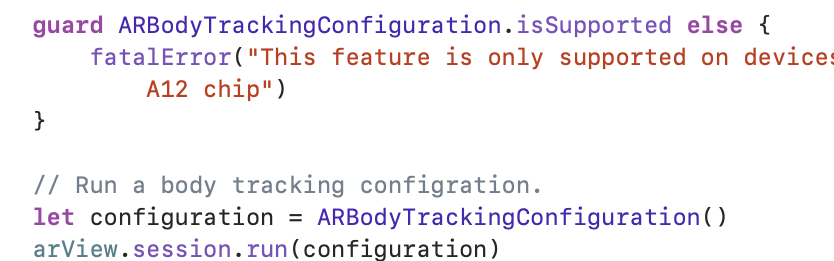 guard ARBodyTrackingConfiguration.isSupported else {
    fatalError("This feature is only supported on devices
        A12 chip")
}
// Run a body tracking configration.
let configuration = ARBodyTrackingConfiguration()
arView.session.run(configuration)